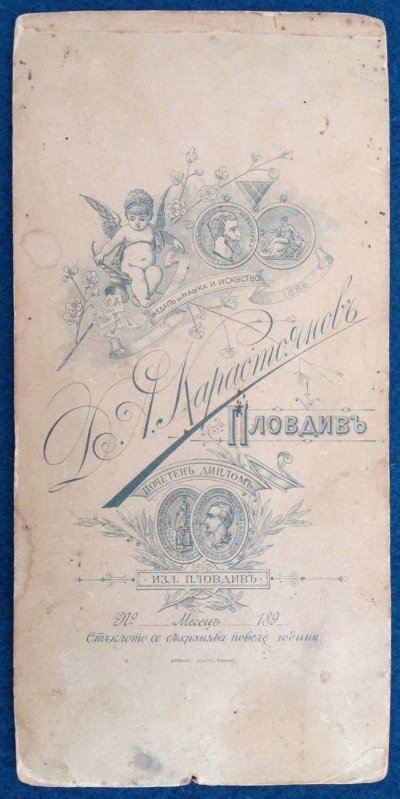 МЕДАЛЬ ЗА НАУКА И ИСКУСТВО
1886
Д. А. Карастояновъ
Пловдивъ
ПОЧЕТЕНЪ ДИПЛОМЪ
1892
ИЗЛ. ПЛОВДИВЪ.
№ Месецъ 189
Стъклото се съхранява повече години.